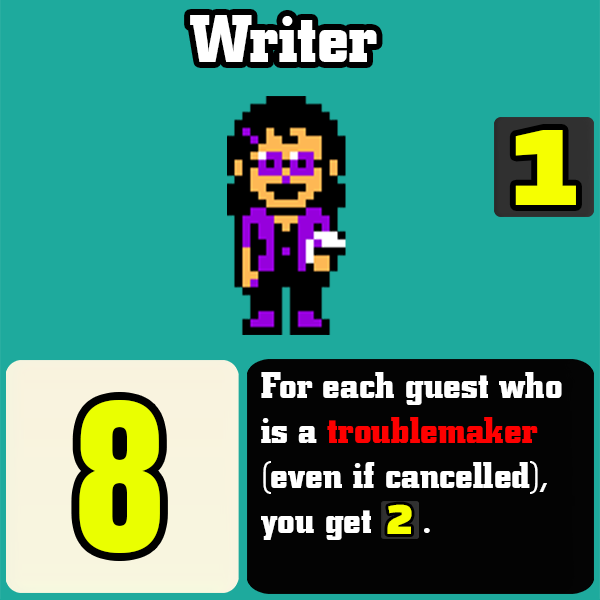 Writer
1
8
For each guest who
is a troublemaker
(even if cancelled),
you get 2.